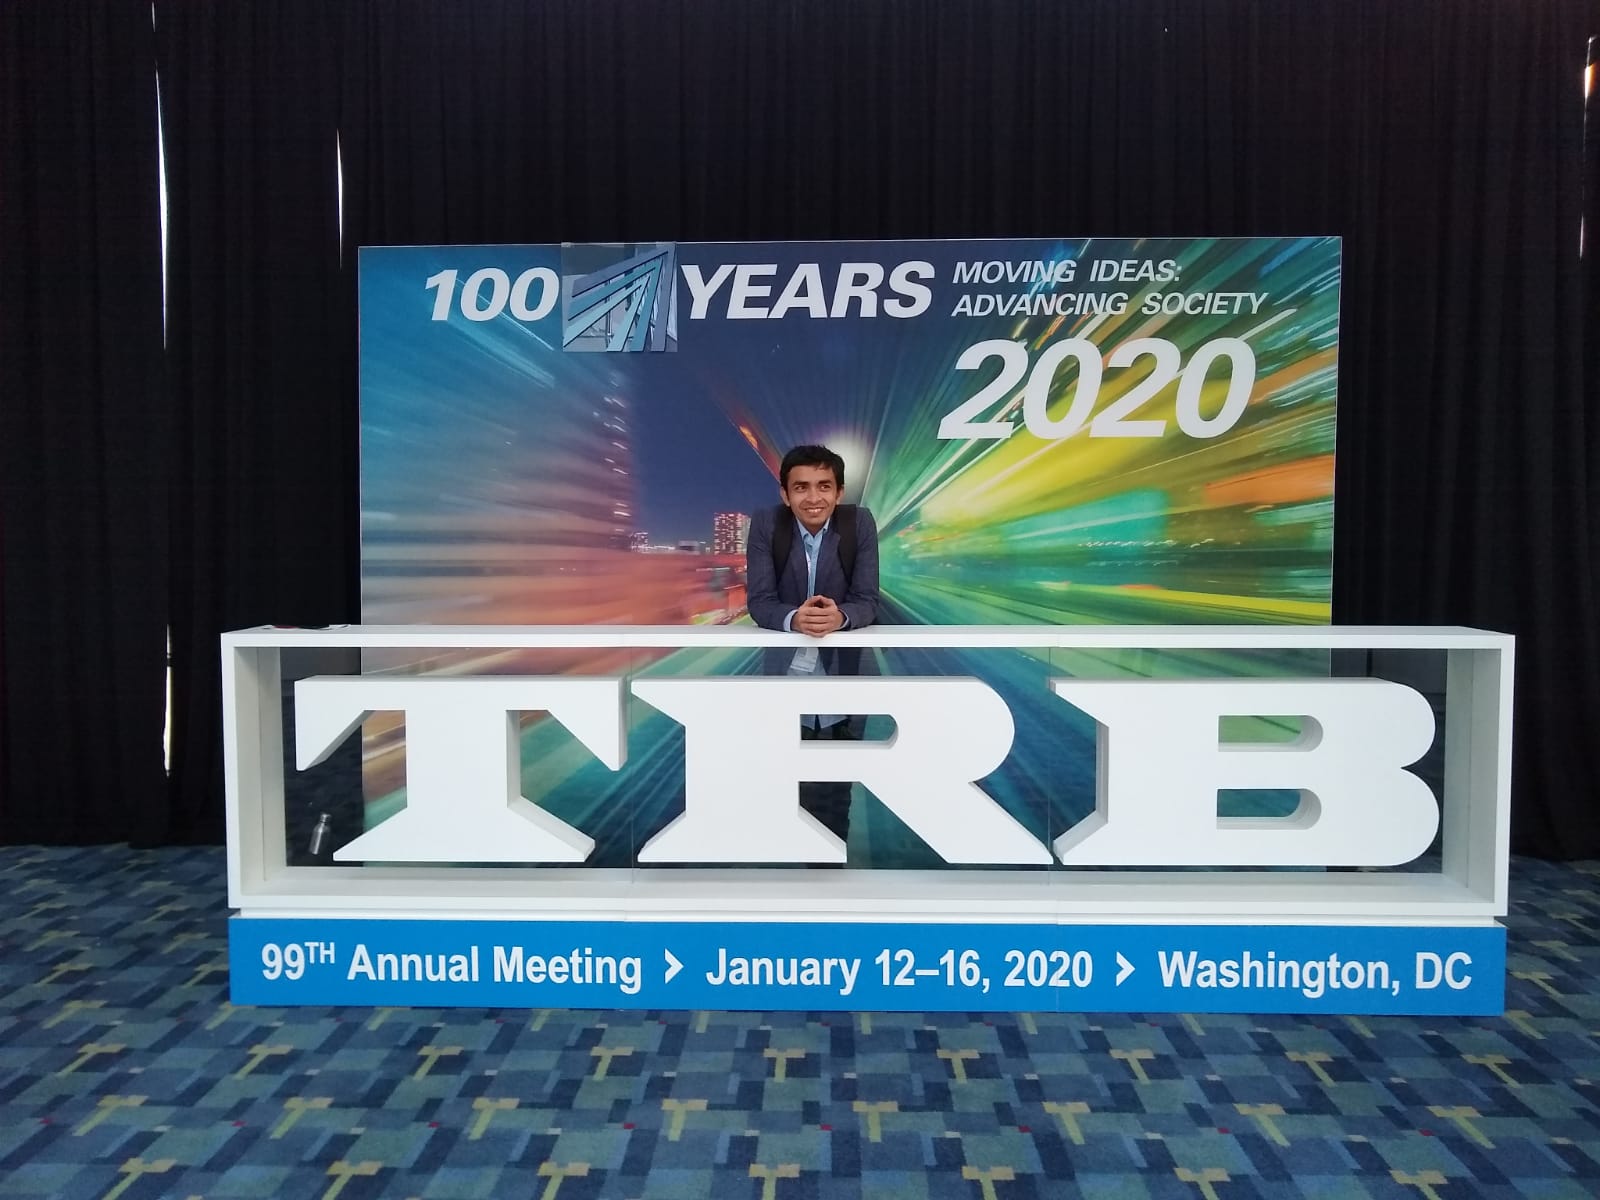 100 YEARS
MOVING IDEAS:
ADVANCING SOCIETY
2020
TRB
99TH Annual Meeting > January 12–16, 2020 > Washington, DC